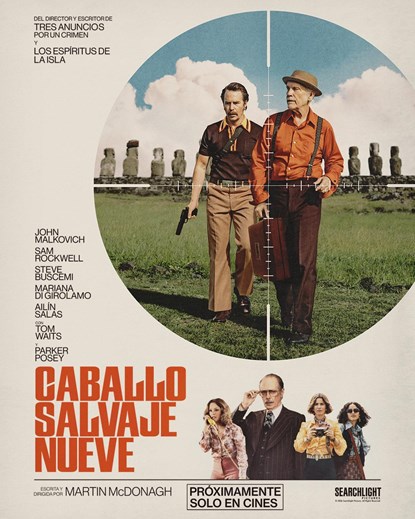 DEL DIRECTOR Y ESCRITOR DE
TRES ANUNCIOS
POR UN CRIMEN
Y
LOS ESPÍRITUS DE
LA ISLA
JOHN
MALKOVICH
SAM
ROCKWELL
STEVE
BUSCEMI
MARIANA
DI GIROLAMO
AILÍN
SALAS
CON
TOM
WAITS
Y
PARKER
POSEY
CABALLO
SALVAJE
NUEVE
ESCRITA Y
DIRIGIDA POR MARTIN McDONAGH
PRÓXIMAMENTE
SOLO EN CINES
SEARCHLIGHT
PICTURES